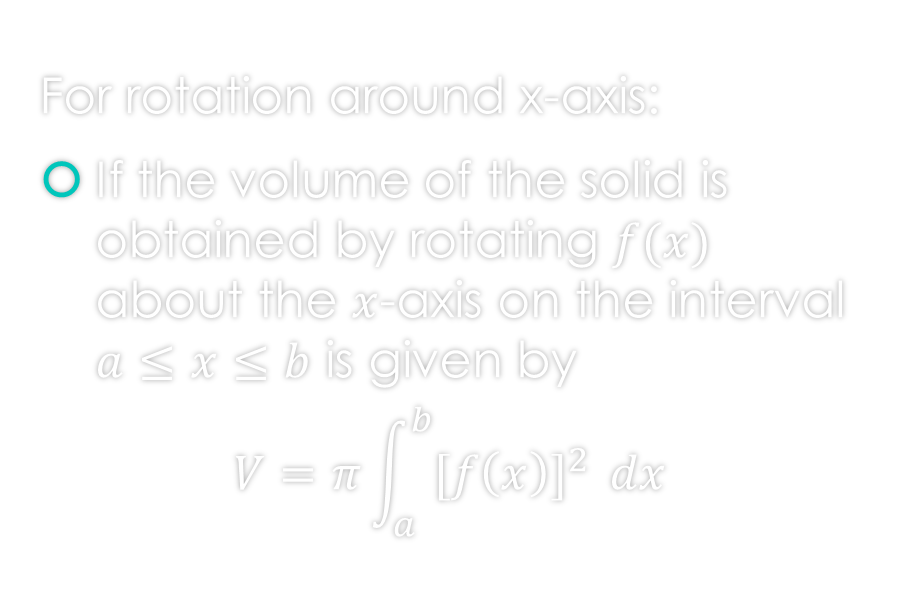 For rotation around x-axis:
If the volume of the solid is
obtained by rotating f(x)
about the x-axis on the interval
a ≤ x ≤ b is given by
V = π ∫_a^b [f(x)]² dx